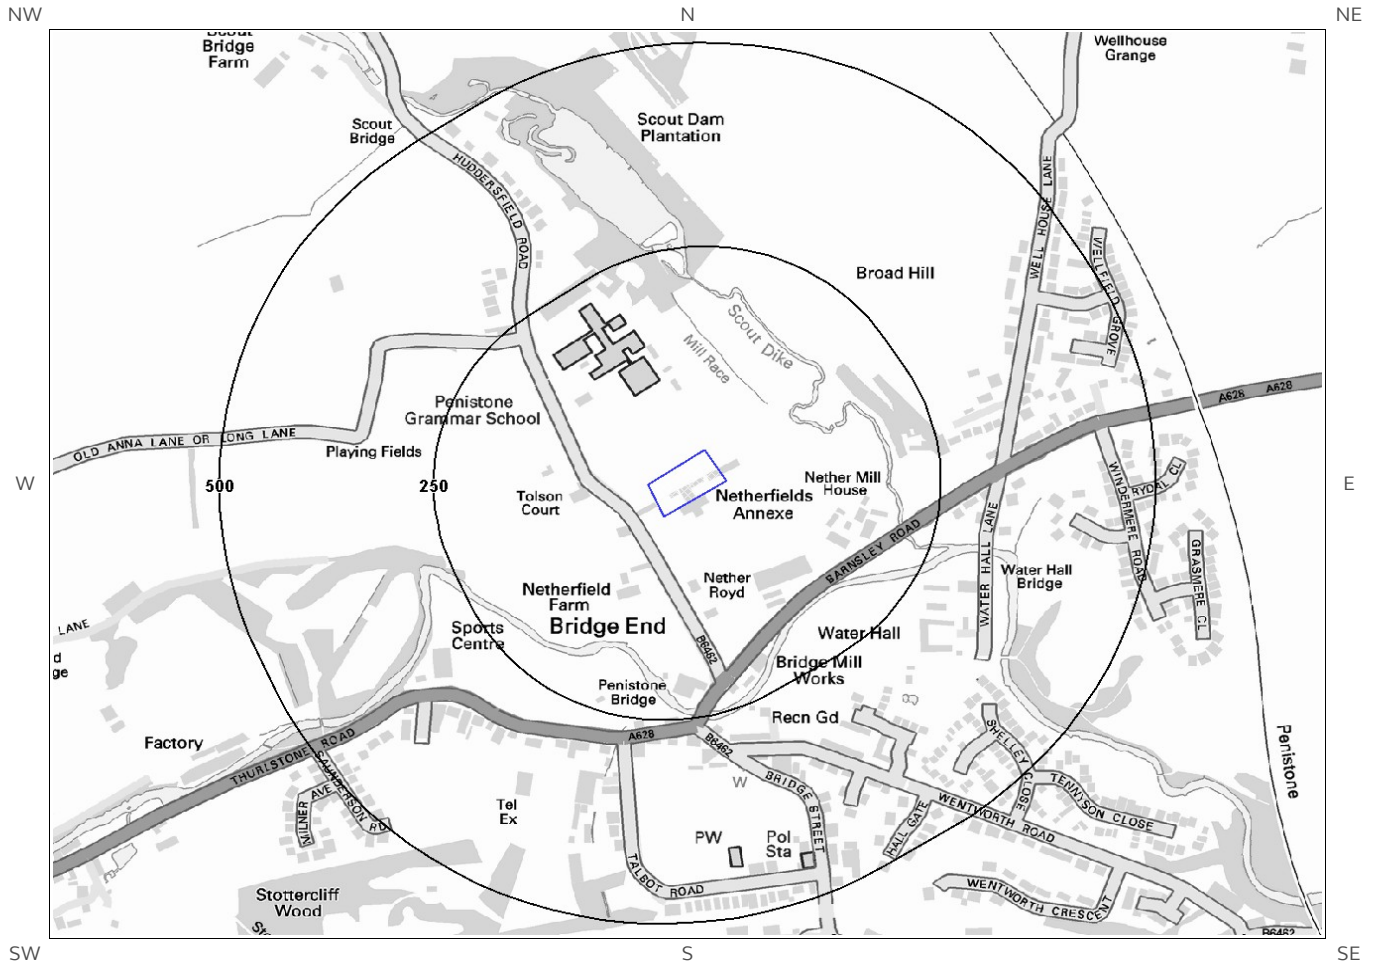 NW
N
NE
Scout
Bridge
Farm
Wellhouse
Grange
Scout
Bridge
Scout Dam
Plantation
HUDDERSFIELD ROAD
WELL HOUSE LANE
WELLFIELD GROVE
Broad Hill
Scout Dike
Mill Race
A628
A628
Penistone
Grammar School
OLD ANNA LANE OR LONG LANE
Playing Fields
W
500
250
Tolson
Court
Netherfields
Annexe
Nether Mill
House
WINDERMERE ROAD
RYDAL CL
E
BARNSLEY ROAD
WATER HALL LANE
GRASMERE CL
Water Hall
Bridge
Nether
Royd
Netherfield
Farm
Bridge End
LANE
Sports
Centre
B6462
Water Hall
d
ge
Bridge Mill
Works
Penistone
Bridge
Recn Gd
Factory
THURLSTONE ROAD
A628
B6462
SHELLEY CLOSE
Penistone
SAUNDERSON RD
MILNER AVE
W
BRIDGE STREET
TENNYSON CLOSE
WENTWORTH ROAD
HALL GATE
Tel
Ex
PW
Pol
Sta
TALBOT ROAD
WENTWORTH CRESCENT
Stottercliff
Wood
Sto
B6462
SW
S
SE